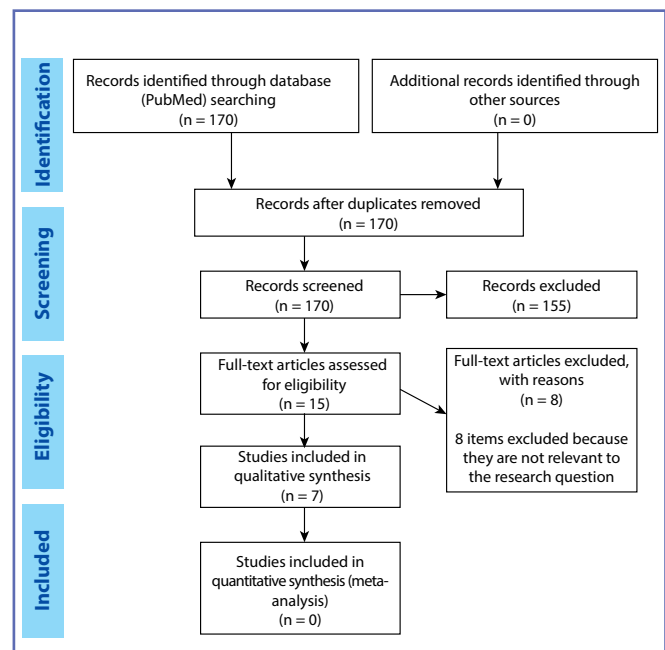 Identification
Records identified through database
(PubMed) searching
(n = 170)
Additional records identified through
other sources
(n = 0)
Records after duplicates removed
(n = 170)
Screening
Records screened
(n = 170)
Records excluded
(n = 155)
Eligibility
Full-text articles assessed
for eligibility
(n = 15)
Full-text articles excluded,
with reasons
(n = 8)
8 items excluded because
they are not relevant to
the research question
Studies included in
qualitative synthesis
(n = 7)
Included
Studies included in
quantitative synthesis (meta-
analysis)
(n = 0)